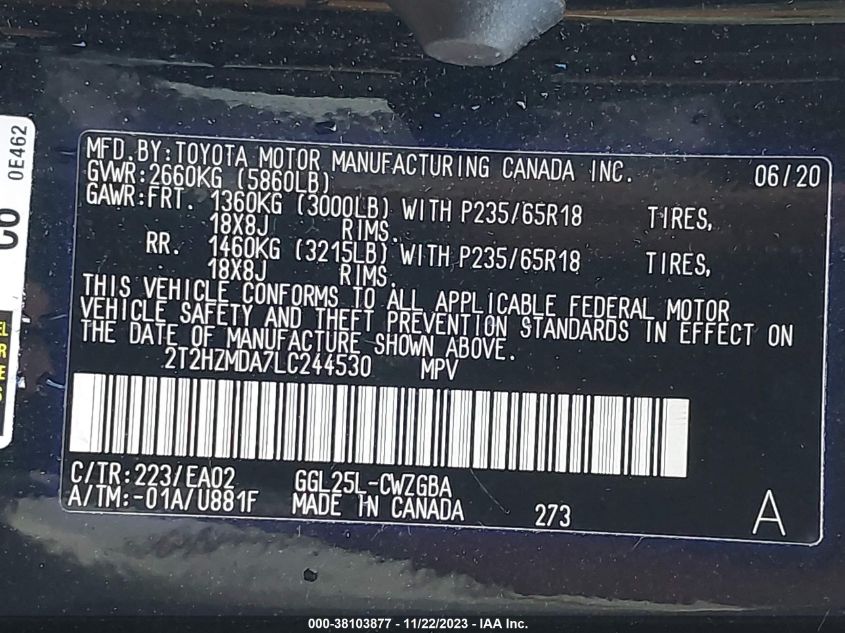 MFD.BY:TOYOTA MOTOR MANUFACTURING CANADA INC. 06/20
GVWR:2660KG (5860LB)
GAWR:FRT. 1360KG (3000LB) WITH P235/65R18 TIRES,
18X8J RIMS.
RR. 1460KG (3215LB) WITH P235/65R18 TIRES,
18X8J RIMS.
THIS VEHICLE CONFORMS TO ALL APPLICABLE FEDERAL MOTOR
VEHICLE SAFETY AND THEFT PREVENTION STANDARDS IN EFFECT ON
THE DATE OF MANUFACTURE SHOWN ABOVE.
2T2HZMDA7LC244530 MPV
C/TR:223/EA02 GGL25L-CWZGBA
A/TM:-01A/U881F MADE IN CANADA 273 A
0E462
000-38103877 - 11/22/2023 - IAA Inc.